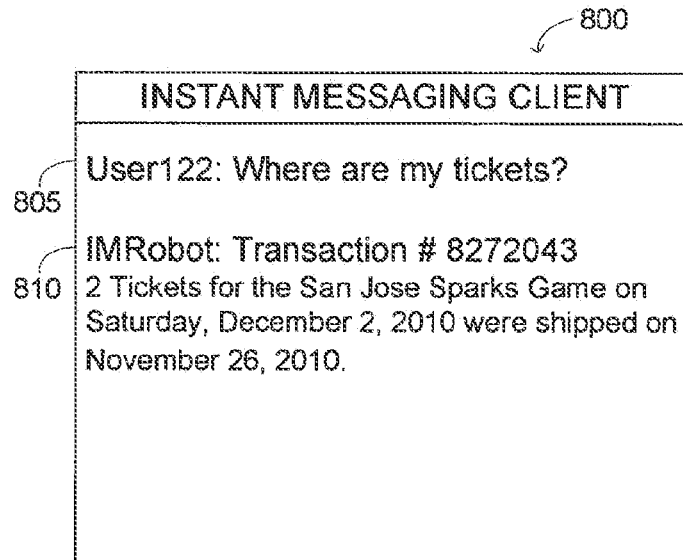 800
INSTANT MESSAGING CLIENT
User122: Where are my tickets?
805
IMRobot: Transaction # 8272043
810
2 Tickets for the San Jose Sparks Game on
Saturday, December 2, 2010 were shipped on
November 26, 2010.